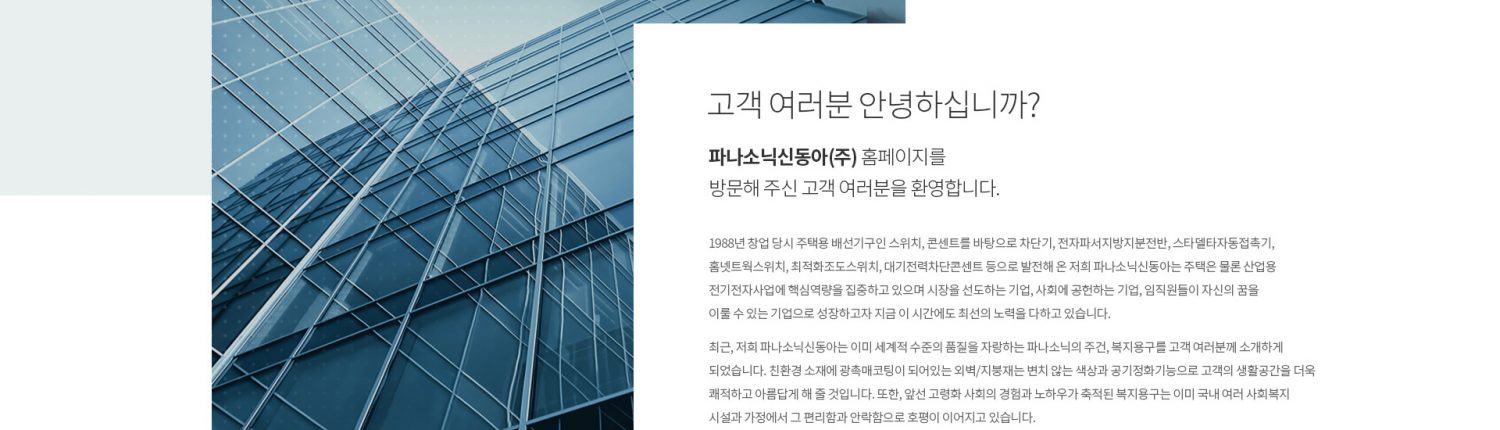 고객 여러분 안녕하십니까?
파나소닉신동아(주) 홈페이지를
방문해 주신 고객 여러분을 환영합니다.
1988년 창업 당시 주택용 배선기구인 스위치, 콘센트를 바탕으로 차단기, 전자파서지방지분전반, 스타델타자동접촉기,
홈넷트웍스위치, 최적화조도스위치, 대기전력차단콘센트 등으로 발전해 온 저희 파나소닉신동아는 주택은 물론 산업용
전기전자사업에 핵심역량을 집중하고 있으며 시장을 선도하는 기업, 사회에 공헌하는 기업, 임직원들이 자신의 꿈을
이룰 수 있는 기업으로 성장하고자 지금 이 시간에도 최선의 노력을 다하고 있습니다.
최근, 저희 파나소닉신동아는 이미 세계적 수준의 품질을 자랑하는 파나소닉의 주건, 복지용구를 고객 여러분께 소개하게
되었습니다. 친환경 소재에 광촉매코팅이 되어있는 외벽/지붕재는 변치 않는 색상과 공기정화기능으로 고객의 생활공간을 더욱
쾌적하고 아름답게 해 줄 것입니다. 또한, 앞선 고령화 사회의 경험과 노하우가 축적된 복지용구는 이미 국내 여러 사회복지
시설과 가정에서 그 편리함과 안락함으로 호평이 이어지고 있습니다.